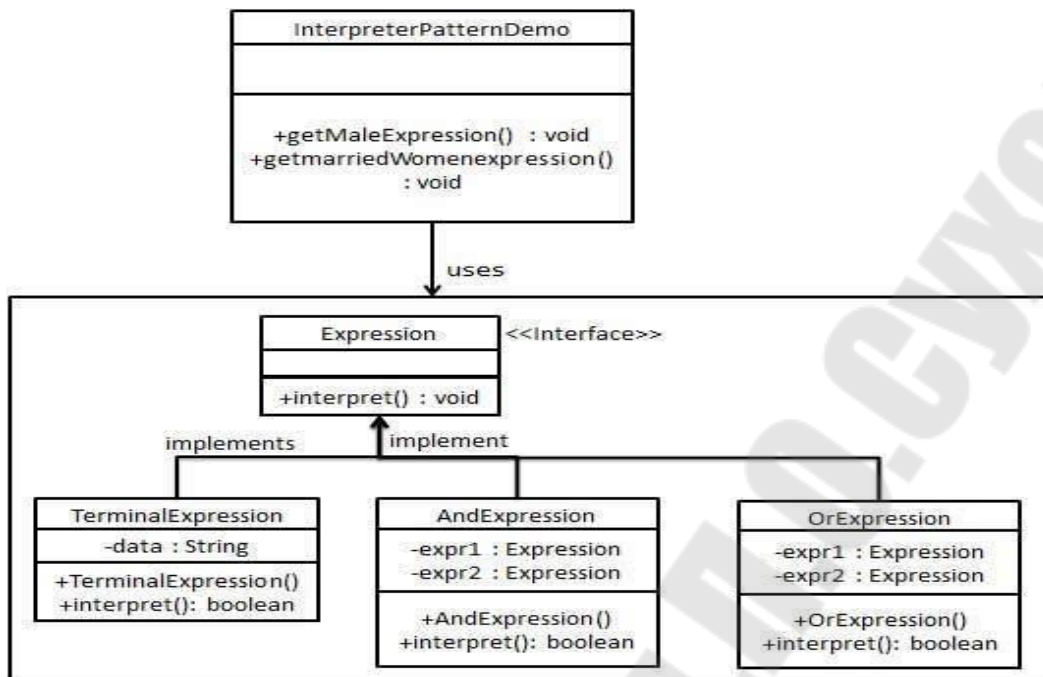 InterpreterPatternDemo
+getMaleExpression() : void
+getmarriedWomenexpression()
: void
uses
Expression
<<Interface>>
+interpret() : void
implements
implement
TerminalExpression
-data : String
+TerminalExpression()
+interpret(): boolean
AndExpression
-expr1 : Expression
-expr2 : Expression
+AndExpression()
+interpret(): boolean
OrExpression
-expr1 : Expression
-expr2 : Expression
+OrExpression()
+interpret(): boolean